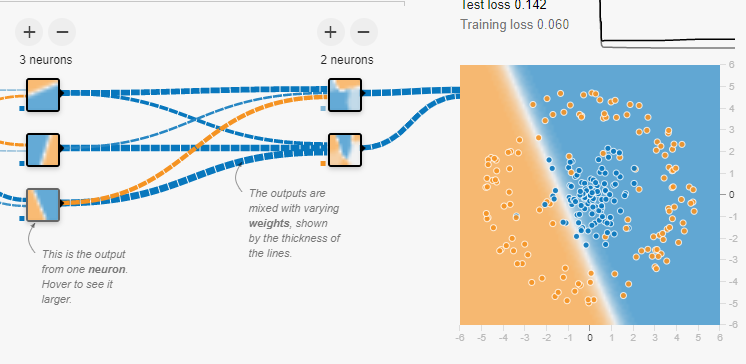 Test loss 0.142
Training loss 0.060
+ −
+ −
3 neurons
2 neurons
The outputs are
mixed with varying
weights, shown
by the thickness of
the lines.
This is the output
from one neuron.
Hover to see it
larger.
6
5
4
3
2
1
0
-1
-2
-3
-4
-5
-6
-6 -5 -4 -3 -2 -1 0 1 2 3 4 5 6